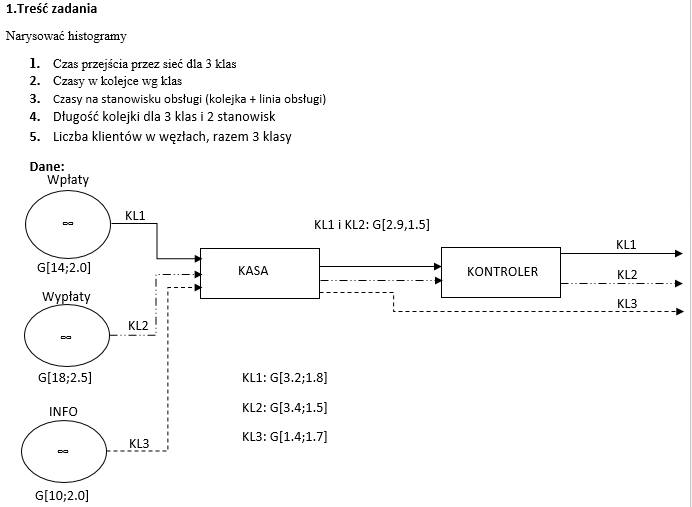 1.Treść zadania
Narysować histogramy
1. Czas przejścia przez sieć dla 3 klas
2. Czasy w kolejce wg klas
3. Czasy na stanowisku obsługi (kolejka + linia obsługi)
4. Długość kolejki dla 3 klas i 2 stanowisk
5. Liczba klientów w węzłach, razem 3 klasy
Dane:
Wpłaty
∞
KL1
G[14;2.0]
KL1 i KL2: G[2.9,1.5]
KASA
KONTROLER
KL1
KL2
KL3
Wypłaty
∞
KL2
G[18;2.5]
KL1: G[3.2;1.8]
KL2: G[3.4;1.5]
KL3: G[1.4;1.7]
INFO
∞
KL3
G[10;2.0]